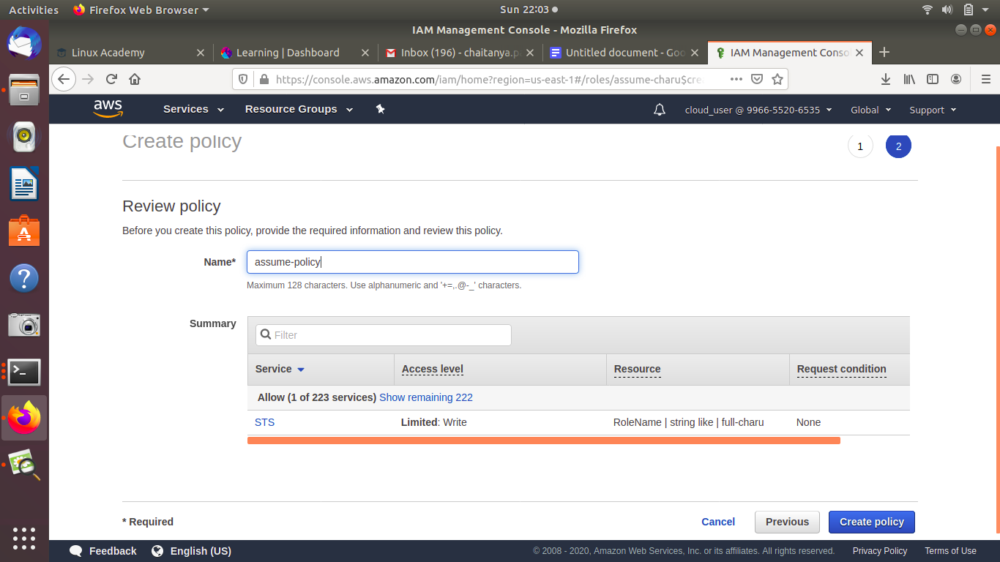 Activities Firefox Web Browser Sun 22:03
IAM Management Console - Mozilla Firefox
Linux Academy Learning | Dashboard Inbox (196) - chaitanya.p Untitled document - Goo IAM Management Conso
https://console.aws.amazon.com/iam/home?region=us-east-1#/roles/assume-charu$crea
aws Services Resource Groups cloud_user @ 9966-5520-6535 Global Support
Create policy 1 2
Review policy
Before you create this policy, provide the required information and review this policy.
Name* assume-policy
Maximum 128 characters. Use alphanumeric and '+=,.@-_' characters.
Summary Filter
Service Access level Resource Request condition
Allow (1 of 223 services) Show remaining 222
STS Limited: Write RoleName | string like | full-charu None
* Required Cancel Previous Create policy
Feedback English (US) © 2008 - 2020, Amazon Web Services, Inc. or its affiliates. All rights reserved. Privacy Policy Terms of Use